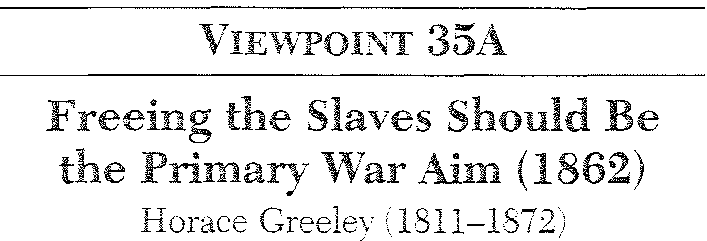 VIEWPOINT 35A
Freeing the Slaves Should Be
the Primary War Aim (1862)
Horace Greeley (1811–1872)